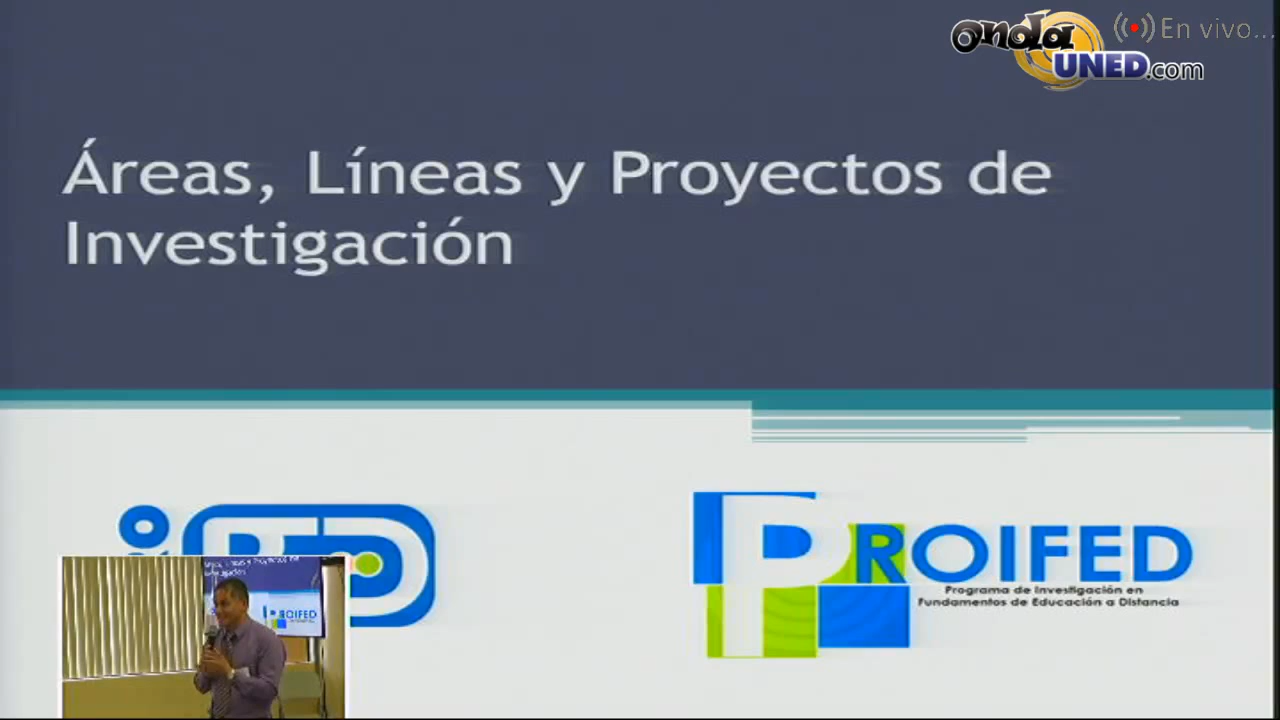 onda
UNED.com
En vivo...
Áreas, Líneas y Proyectos de
Investigación
PROIFED
Programa de Investigación en
Fundamentos de Educación a Distancia
PROIFED